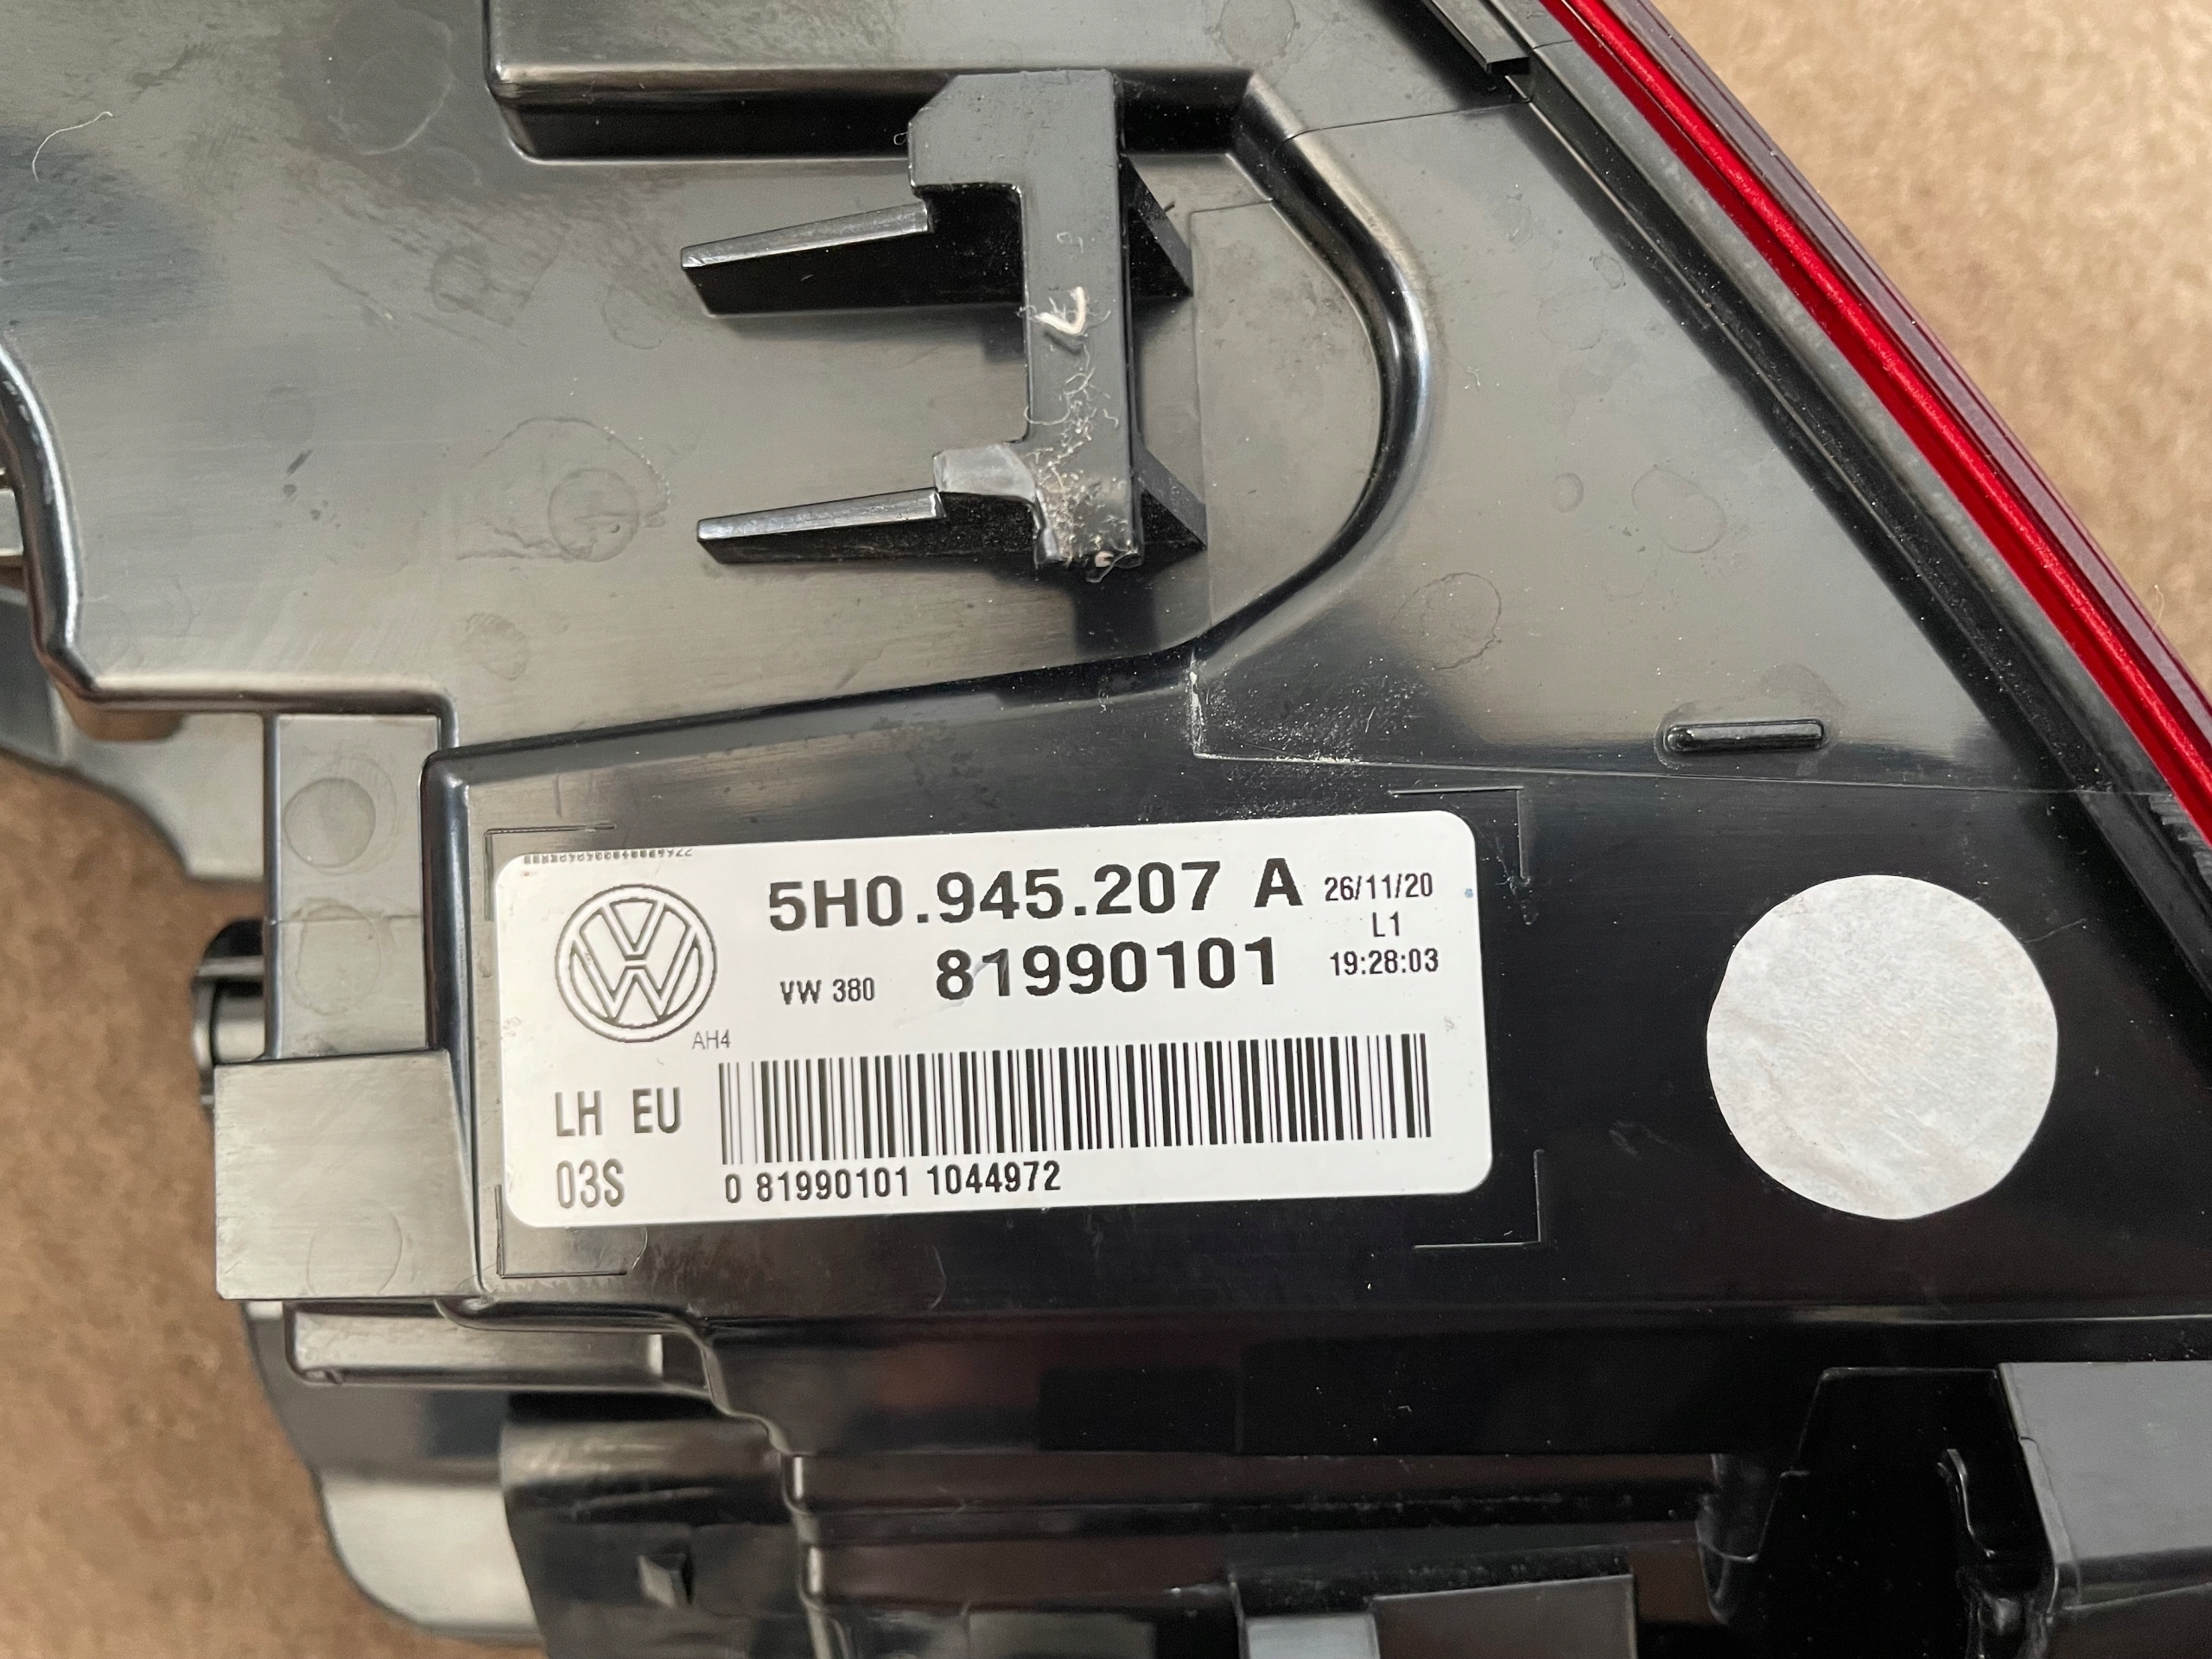 5H0.945.207 A 26/11/20
L1
VW 380 81990101 19:28:03
AH4
LH EU
03S 0 81990101 1044972